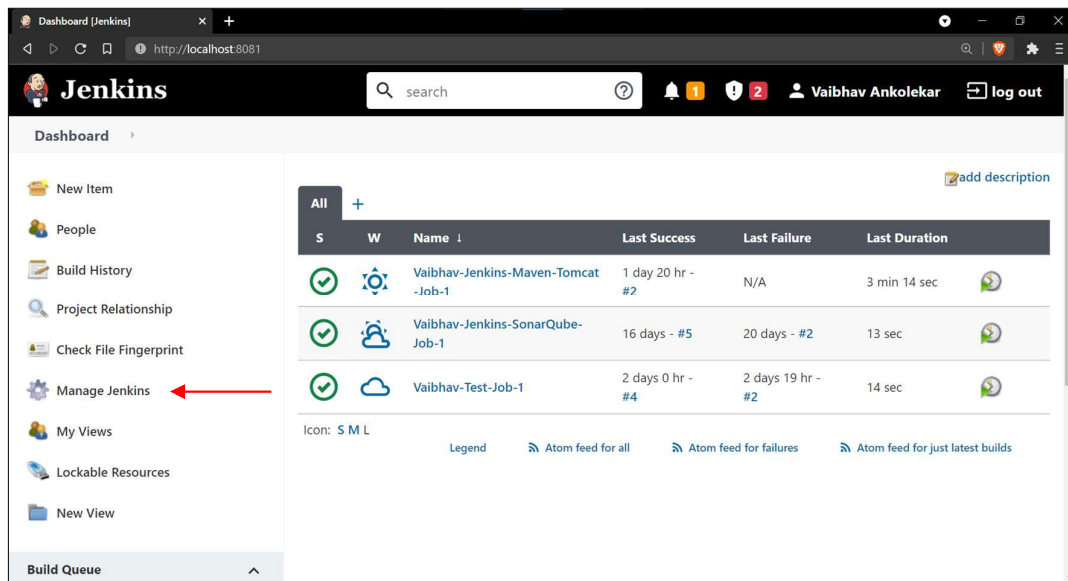 Dashboard [Jenkins]
http://localhost:8081
Jenkins
search
1
2
Vaibhav Ankolekar
log out
Dashboard
New Item
People
Build History
Project Relationship
Check File Fingerprint
Manage Jenkins
My Views
Lockable Resources
New View
Build Queue
add description
All +
S W Name ↓ Last Success Last Failure Last Duration
Vaibhav-Jenkins-Maven-Tomcat 1 day 20 hr - N/A 3 min 14 sec
-Job-1 #2
Vaibhav-Jenkins-SonarQube- 16 days - #5 20 days - #2 13 sec
Job-1
Vaibhav-Test-Job-1 2 days 0 hr - 2 days 19 hr - 14 sec
#4 #2
Icon: S M L
Legend Atom feed for all Atom feed for failures Atom feed for just latest builds